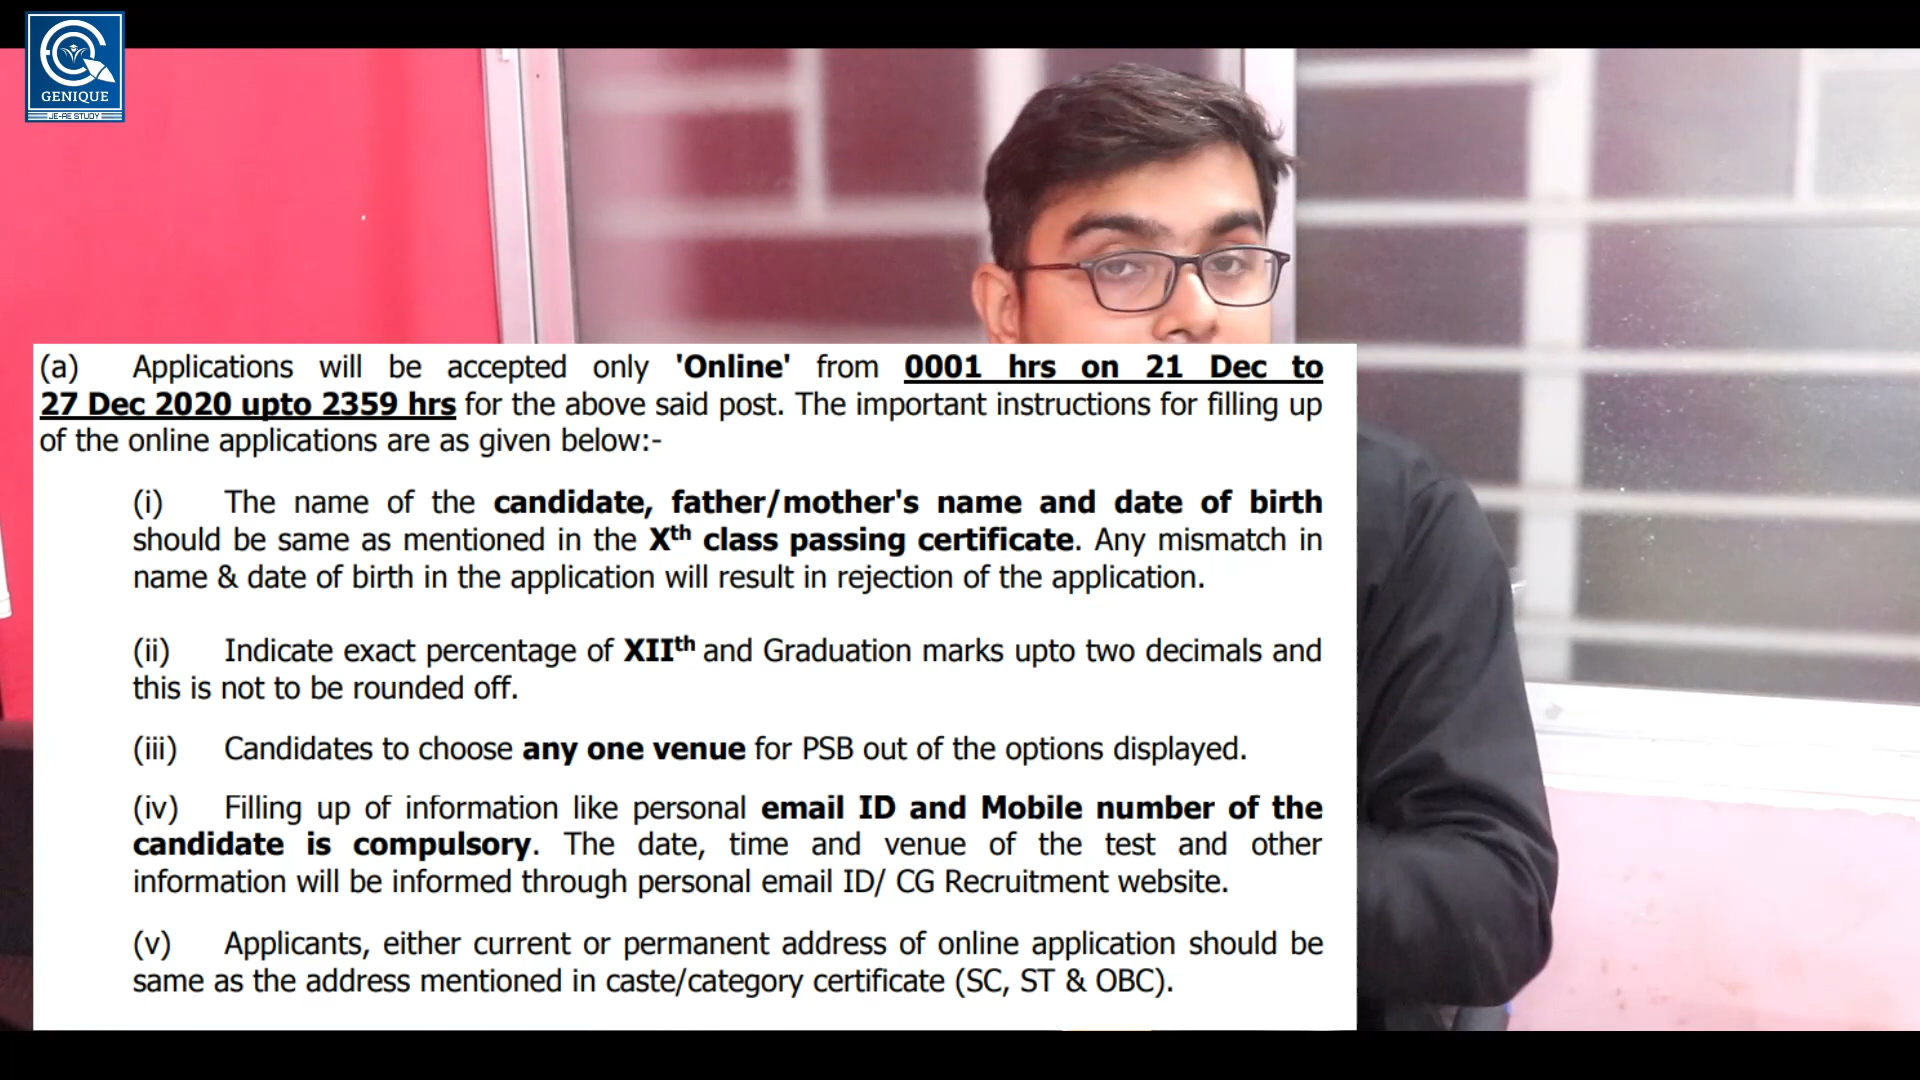 GENIQUE
JE-AE STUDY
(a) Applications will be accepted only 'Online' from 0001 hrs on 21 Dec to
27 Dec 2020 upto 2359 hrs for the above said post. The important instructions for filling up
of the online applications are as given below:-
(i) The name of the candidate, father/mother's name and date of birth
should be same as mentioned in the Xth class passing certificate. Any mismatch in
name & date of birth in the application will result in rejection of the application.
(ii) Indicate exact percentage of XIIth and Graduation marks upto two decimals and
this is not to be rounded off.
(iii) Candidates to choose any one venue for PSB out of the options displayed.
(iv) Filling up of information like personal email ID and Mobile number of the
candidate is compulsory. The date, time and venue of the test and other
information will be informed through personal email ID/ CG Recruitment website.
(v) Applicants, either current or permanent address of online application should be
same as the address mentioned in caste/category certificate (SC, ST & OBC).